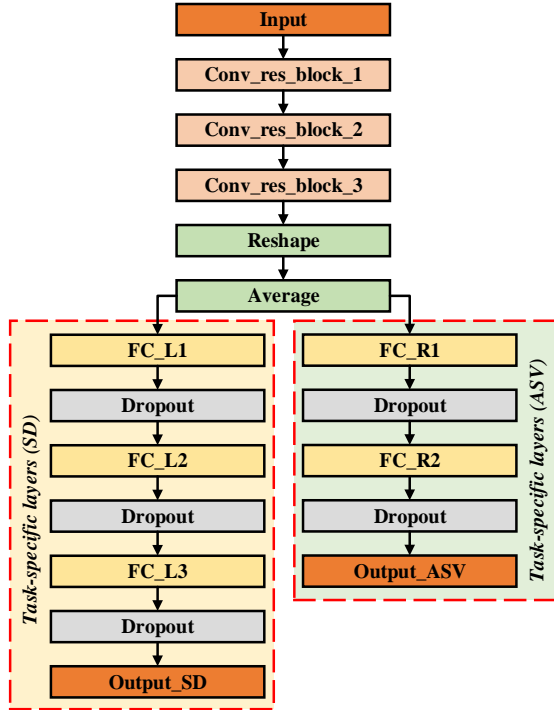 Input
Conv_res_block_1
Conv_res_block_2
Conv_res_block_3
Reshape
Average
Task-specific layers (SD)
FC_L1
Dropout
FC_L2
Dropout
FC_L3
Dropout
Output_SD
FC_R1
Dropout
FC_R2
Dropout
Output_ASV
Task-specific layers (ASV)